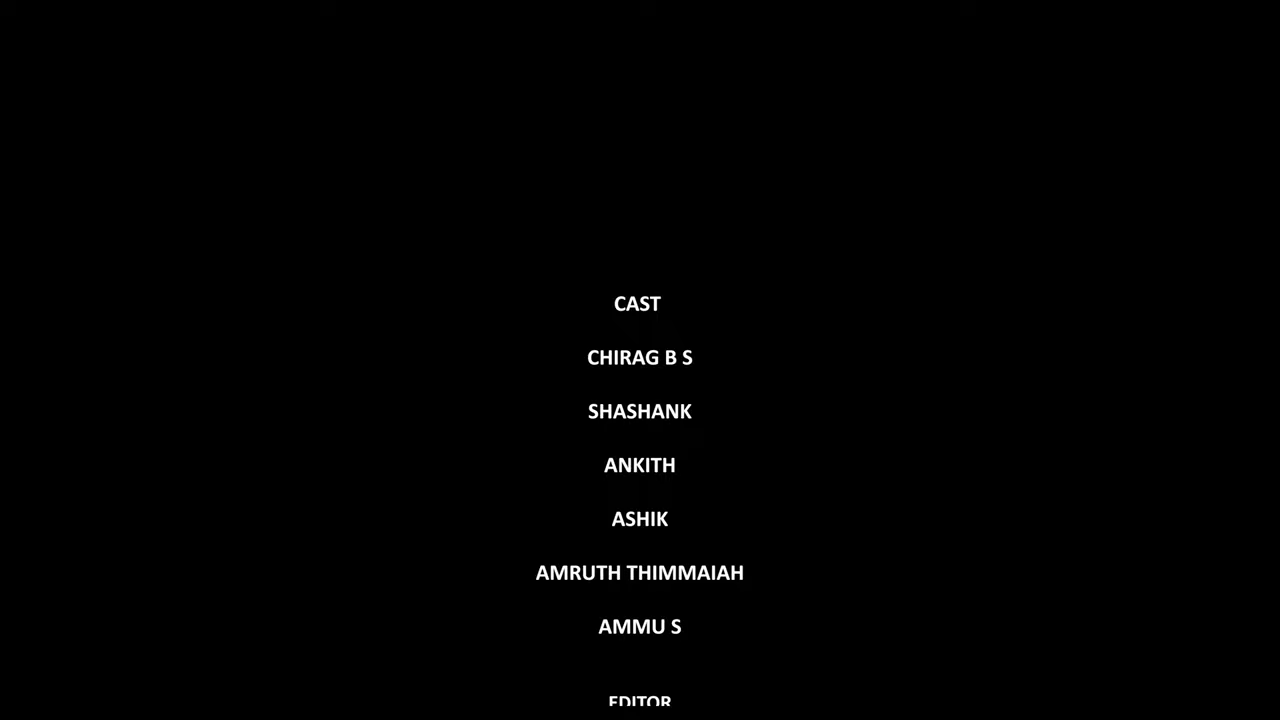 CAST
CHIRAG B S
SHASHANK
ANKITH
ASHIK
AMRUTH THIMMAIAH
AMMU S
EDITOR